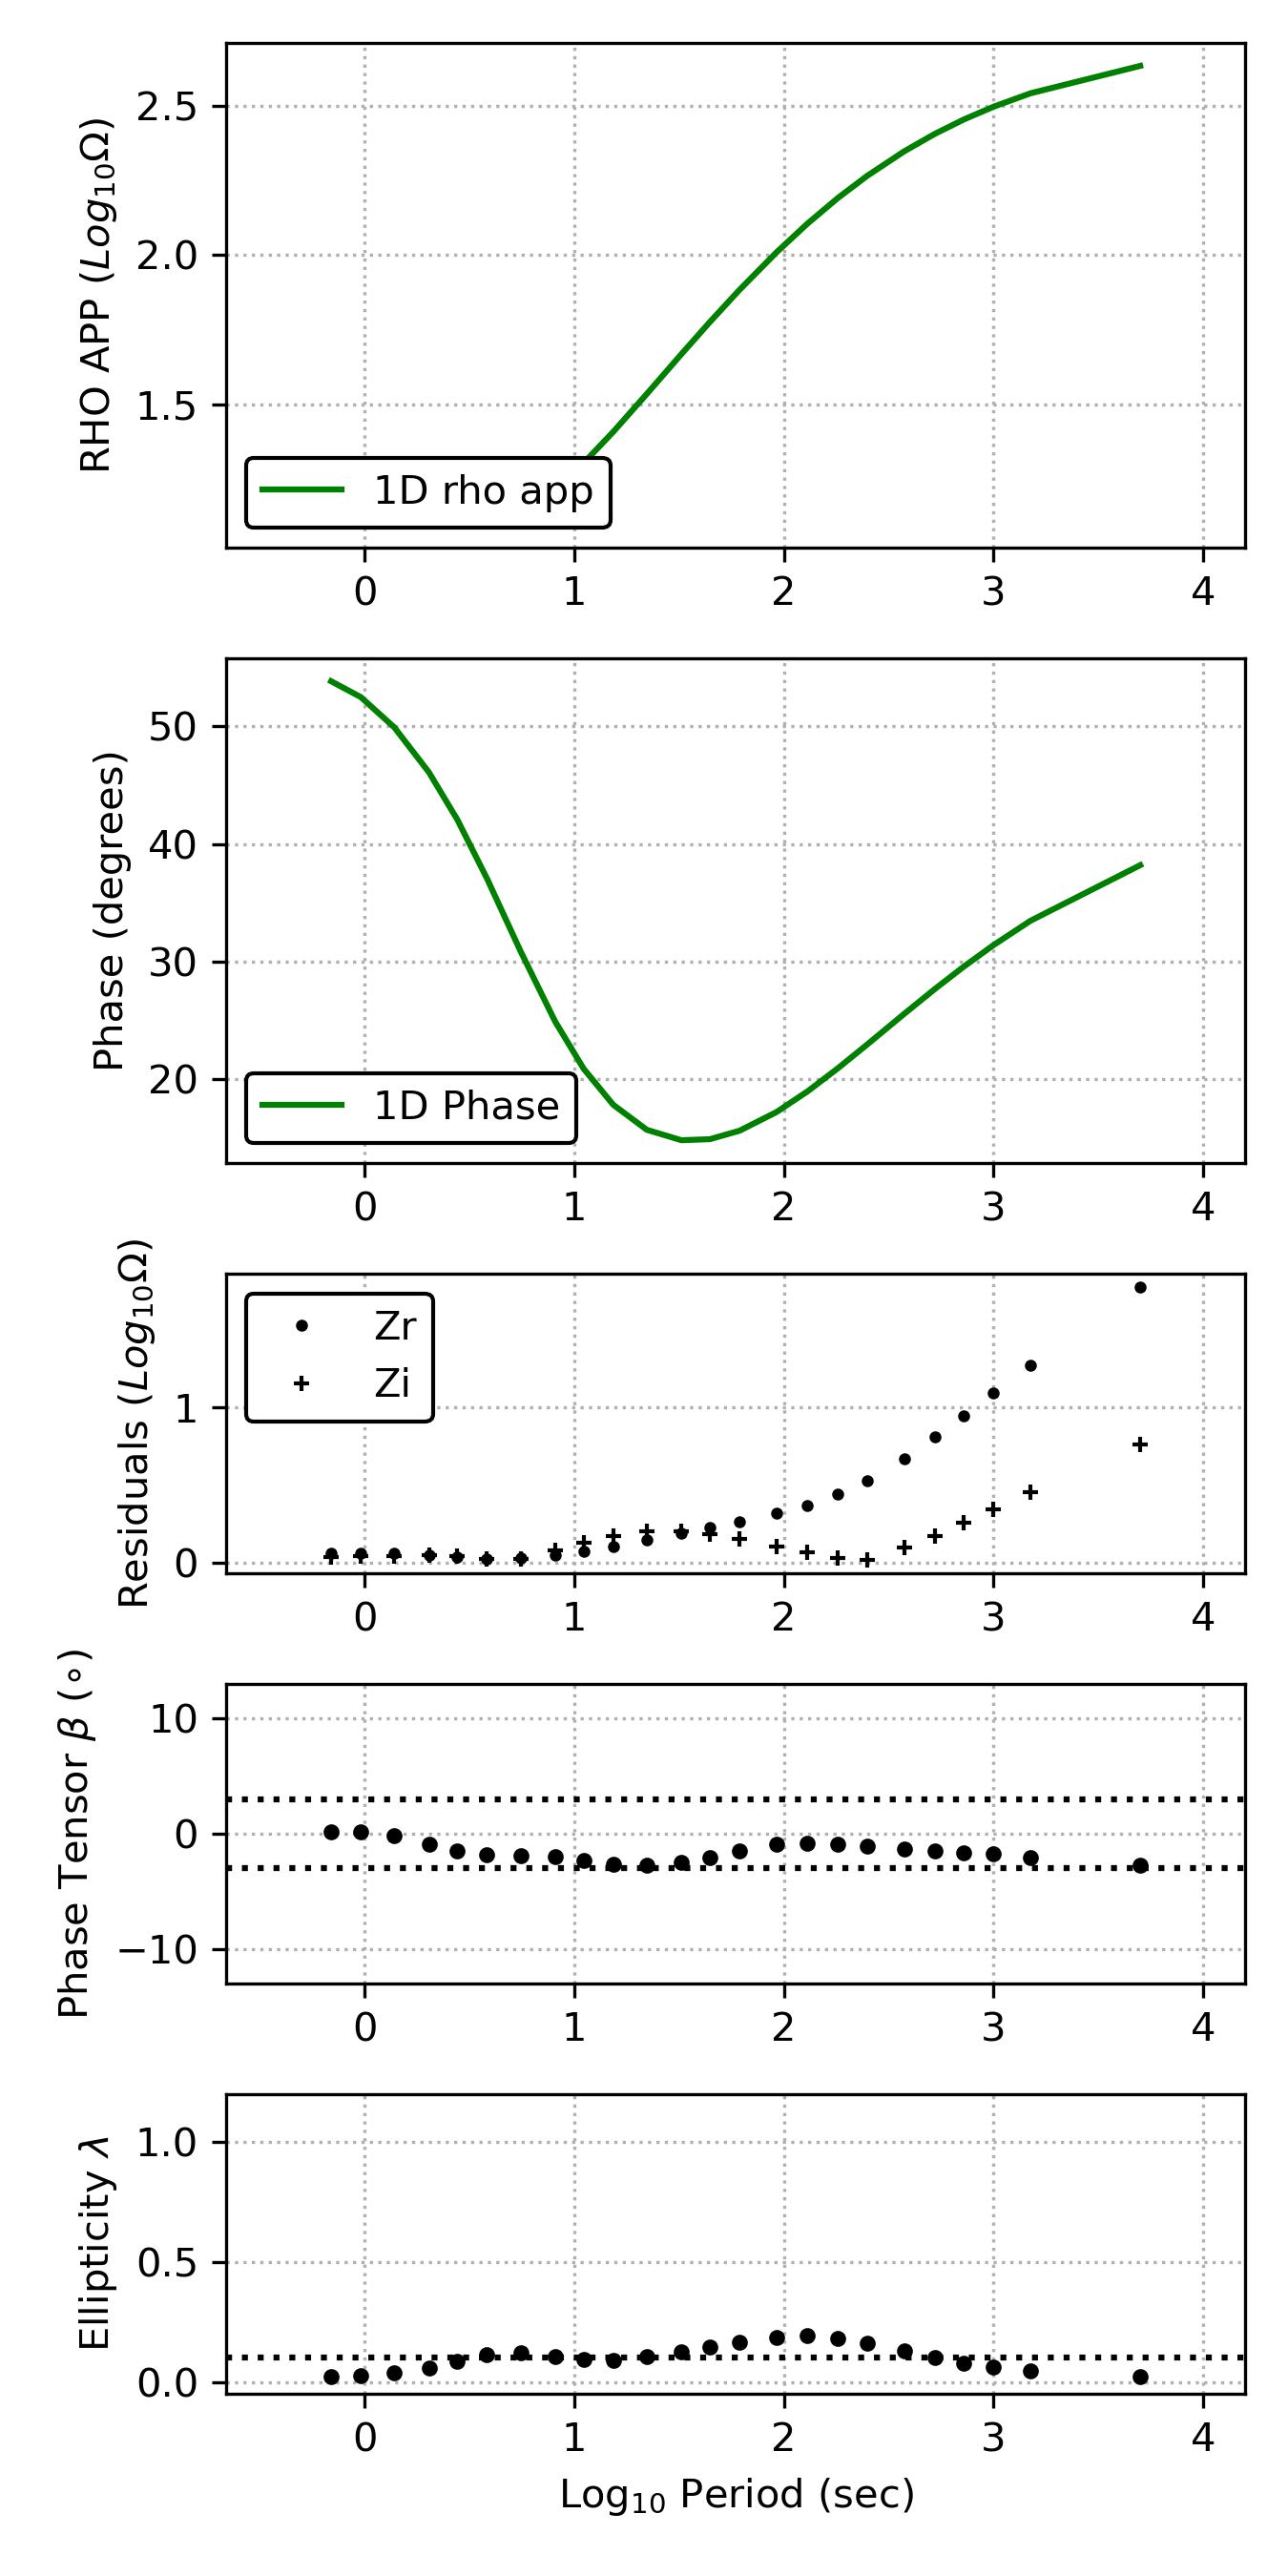 RHO APP (Log10Ω)
2.5
2.0
1.5
1D rho app
0 1 2 3 4
Phase (degrees)
50
40
30
20
1D Phase
0 1 2 3 4
Residuals (Log10Ω)
Zr
Zi
1
0
0 1 2 3 4
Phase Tensor β (∘)
10
0
−10
0 1 2 3 4
Ellipticity λ
1.0
0.5
0.0
0 1 2 3 4
Log10 Period (sec)